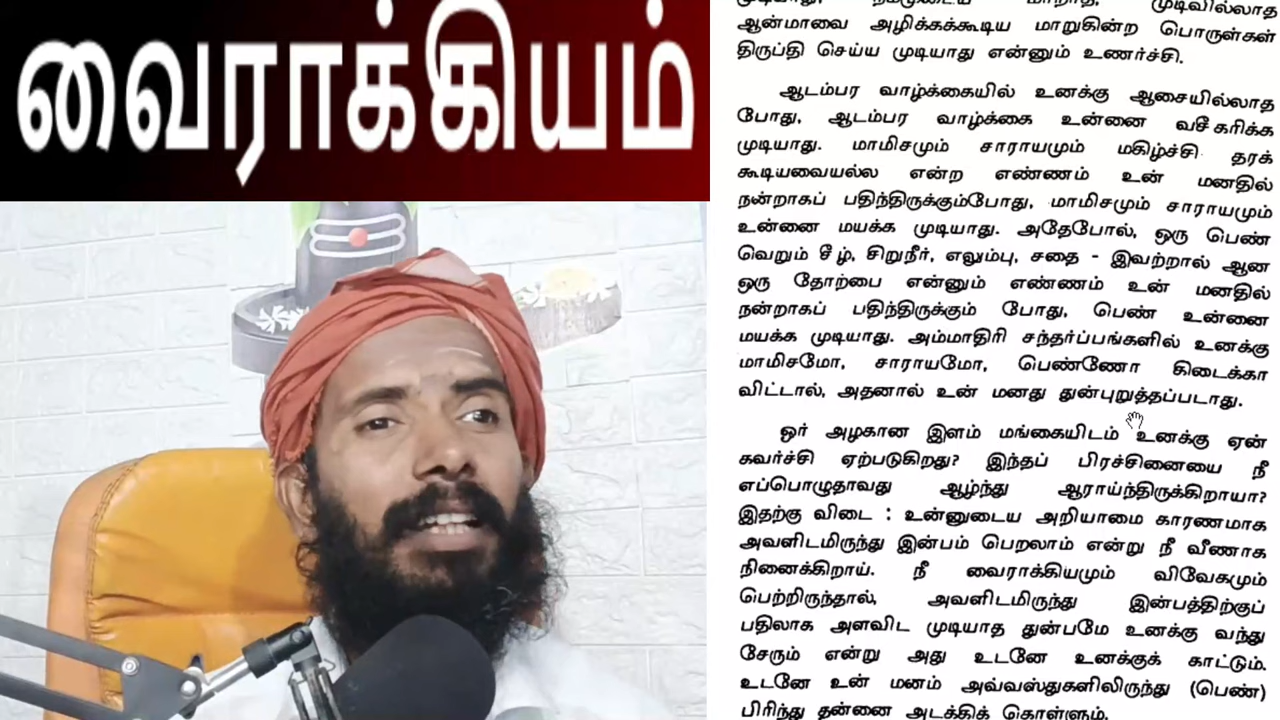 வைராக்கியம்
ஆன்மாவை அழிக்கக்கூடிய மாறுகின்ற பொருள்கள்
திருப்தி செய்ய முடியாது என்னும் உணர்ச்சி.
ஆடம்பர வாழ்க்கையில் உனக்கு ஆசையில்லாத
போது, ஆடம்பர வாழ்க்கை உன்னை வசீகரிக்க
முடியாது. மாமிசமும் சாராயமும் மகிழ்ச்சி தரக்
கூடியவையல்ல என்ற எண்ணம் உன் மனதில்
நன்றாகப் பதிந்திருக்கும்போது, மாமிசமும் சாராயமும்
உன்னை மயக்க முடியாது. அதேபோல், ஒரு பெண்
வெறும் சீழ், சிறுநீர், எலும்பு, சதை - இவற்றால் ஆன
ஒரு தோற்பை என்னும் எண்ணம் உன் மனதில்
நன்றாகப் பதிந்திருக்கும் போது, பெண் உன்னை
மயக்க முடியாது. அம்மாதிரி சந்தர்ப்பங்களில் உனக்கு
மாமிசமோ, சாராயமோ, பெண்ணோ கிடைக்கா
விட்டால், அதனால் உன் மனது துன்புறுத்தப்படாது.
ஓர் அழகான இளம் மங்கையிடம் உனக்கு ஏன்
கவர்ச்சி ஏற்படுகிறது? இந்தப் பிரச்சினையை நீ
எப்பொழுதாவது ஆழ்ந்து ஆராய்ந்திருக்கிறாயா?
இதற்கு விடை : உன்னுடைய அறியாமை காரணமாக
அவளிடமிருந்து இன்பம் பெறலாம் என்று நீ வீணாக
நினைக்கிறாய். நீ வைராக்கியமும் விவேகமும்
பெற்றிருந்தால், அவளிடமிருந்து இன்பத்திற்குப்
பதிலாக அளவிட முடியாத துன்பமே உனக்கு வந்து
சேரும் என்று அது உடனே உனக்குக் காட்டும்.
உடனே உன் மனம் அவ்வஸ்துகளிலிருந்து (பெண்)
பிரிந்து தன்னை அடக்கிக் கொள்ளும்.